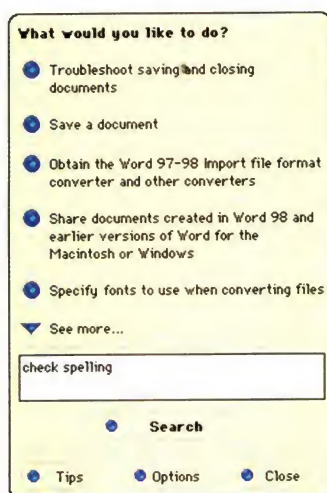 What would you like to do?
Troubleshoot saving and closing
documents
Save a document
Obtain the Word 97-98 Import file format
converter and other converters
Share documents created in Word 98 and
earlier versions of Word for the
Macintosh or Windows
Specify fonts to use when converting files
See more...
check spelling
Search
Tips Options Close